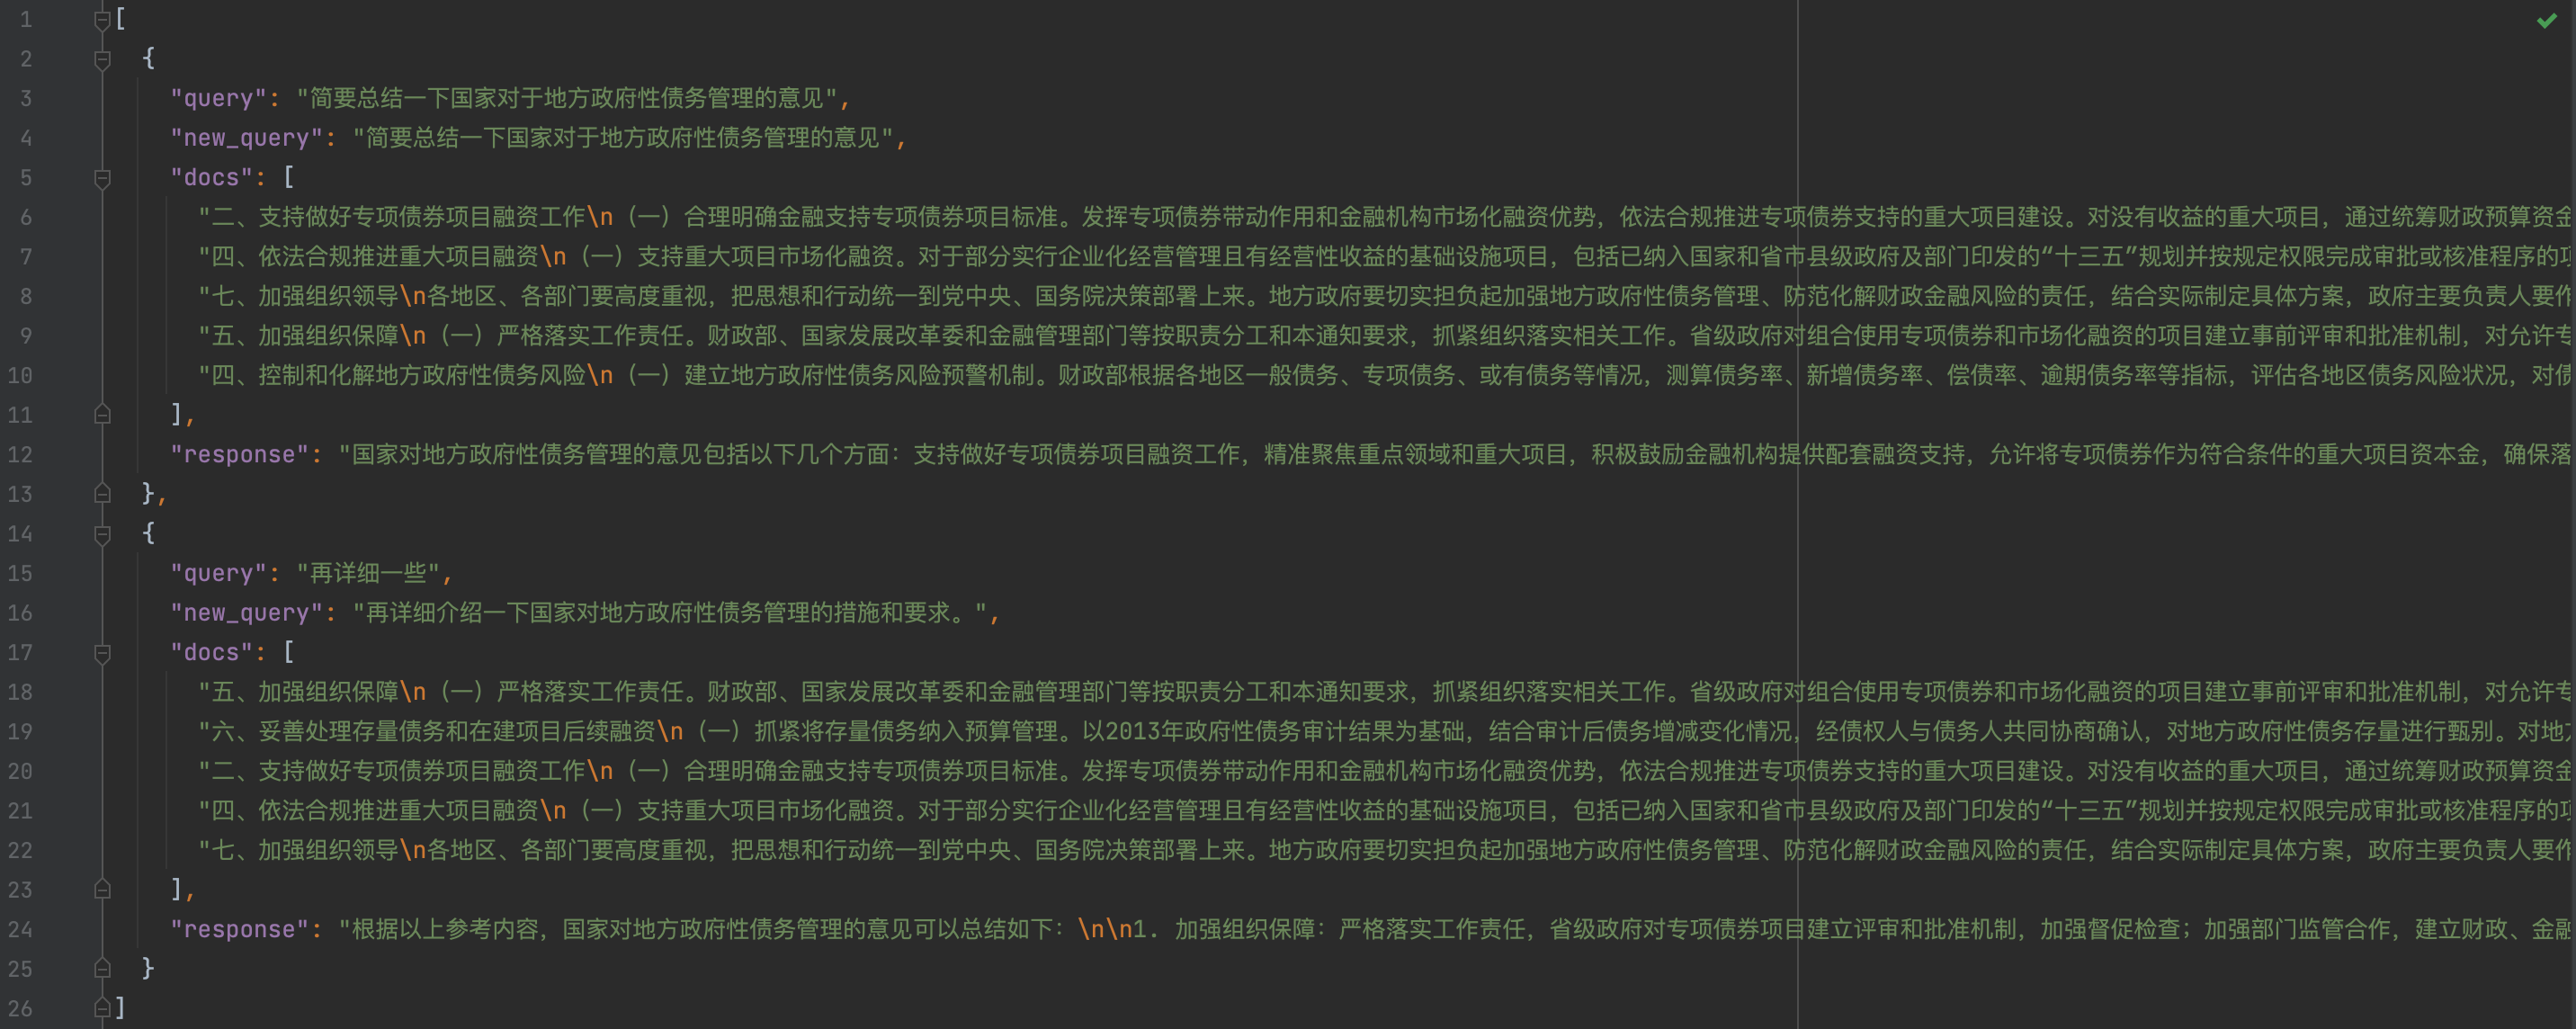 1 [
2 {
3 "query": "简要总结一下国家对于地方政府性债务管理的意见",
4 "new_query": "简要总结一下国家对于地方政府性债务管理的意见",
5 "docs": [
6 "二、支持做好专项债券项目融资工作\n（一）合理明确金融支持专项债券项目标准。发挥专项债券带动作用和金融机构市场化融资优势，依法合规推进专项债券支持的重大项目建设。对没有收益的重大项目，通过统筹财政预算资金
7 "四、依法合规推进重大项目融资\n（一）支持重大项目市场化融资。对于部分实行企业化经营管理且有经营性收益的基础设施项目，包括已纳入国家和省市县级政府及部门印发的“十三五”规划并按规定权限完成审批或核准程序的项
8 "七、加强组织领导\n各地区、各部门要高度重视，把思想和行动统一到党中央、国务院决策部署上来。地方政府要切实担负起加强地方政府性债务管理、防范化解财政金融风险的责任，结合实际制定具体方案，政府主要负责人要作
9 "五、加强组织保障\n（一）严格落实工作责任。财政部、国家发展改革委和金融管理部门等按职责分工和本通知要求，抓紧组织落实相关工作。省级政府对组合使用专项债券和市场化融资的项目建立事前评审和批准机制，对允许专
10 "四、控制和化解地方政府性债务风险\n（一）建立地方政府性债务风险预警机制。财政部根据各地区一般债务、专项债务、或有债务等情况，测算债务率、新增债务率、偿债率、逾期债务率等指标，评估各地区债务风险状况，对债
11 ],
12 "response": "国家对地方政府性债务管理的意见包括以下几个方面：支持做好专项债券项目融资工作，精准聚焦重点领域和重大项目，积极鼓励金融机构提供配套融资支持，允许将专项债券作为符合条件的重大项目资本金，确保落
13 },
14 {
15 "query": "再详细一些",
16 "new_query": "再详细介绍一下国家对地方政府性债务管理的措施和要求。",
17 "docs": [
18 "五、加强组织保障\n（一）严格落实工作责任。财政部、国家发展改革委和金融管理部门等按职责分工和本通知要求，抓紧组织落实相关工作。省级政府对组合使用专项债券和市场化融资的项目建立事前评审和批准机制，对允许专
19 "六、妥善处理存量债务和在建项目后续融资\n（一）抓紧将存量债务纳入预算管理。以2013年政府性债务审计结果为基础，结合审计后债务增减变化情况，经债权人与债务人共同协商确认，对地方政府性债务存量进行甄别。对地方
20 "二、支持做好专项债券项目融资工作\n（一）合理明确金融支持专项债券项目标准。发挥专项债券带动作用和金融机构市场化融资优势，依法合规推进专项债券支持的重大项目建设。对没有收益的重大项目，通过统筹财政预算资金
21 "四、依法合规推进重大项目融资\n（一）支持重大项目市场化融资。对于部分实行企业化经营管理且有经营性收益的基础设施项目，包括已纳入国家和省市县级政府及部门印发的“十三五”规划并按规定权限完成审批或核准程序的项
22 "七、加强组织领导\n各地区、各部门要高度重视，把思想和行动统一到党中央、国务院决策部署上来。地方政府要切实担负起加强地方政府性债务管理、防范化解财政金融风险的责任，结合实际制定具体方案，政府主要负责人要作
23 ],
24 "response": "根据以上参考内容，国家对地方政府性债务管理的意见可以总结如下：\n\n1. 加强组织保障：严格落实工作责任，省级政府对专项债券项目建立评审和批准机制，加强督促检查；加强部门监管合作，建立财政、金融
25 }
26 ]